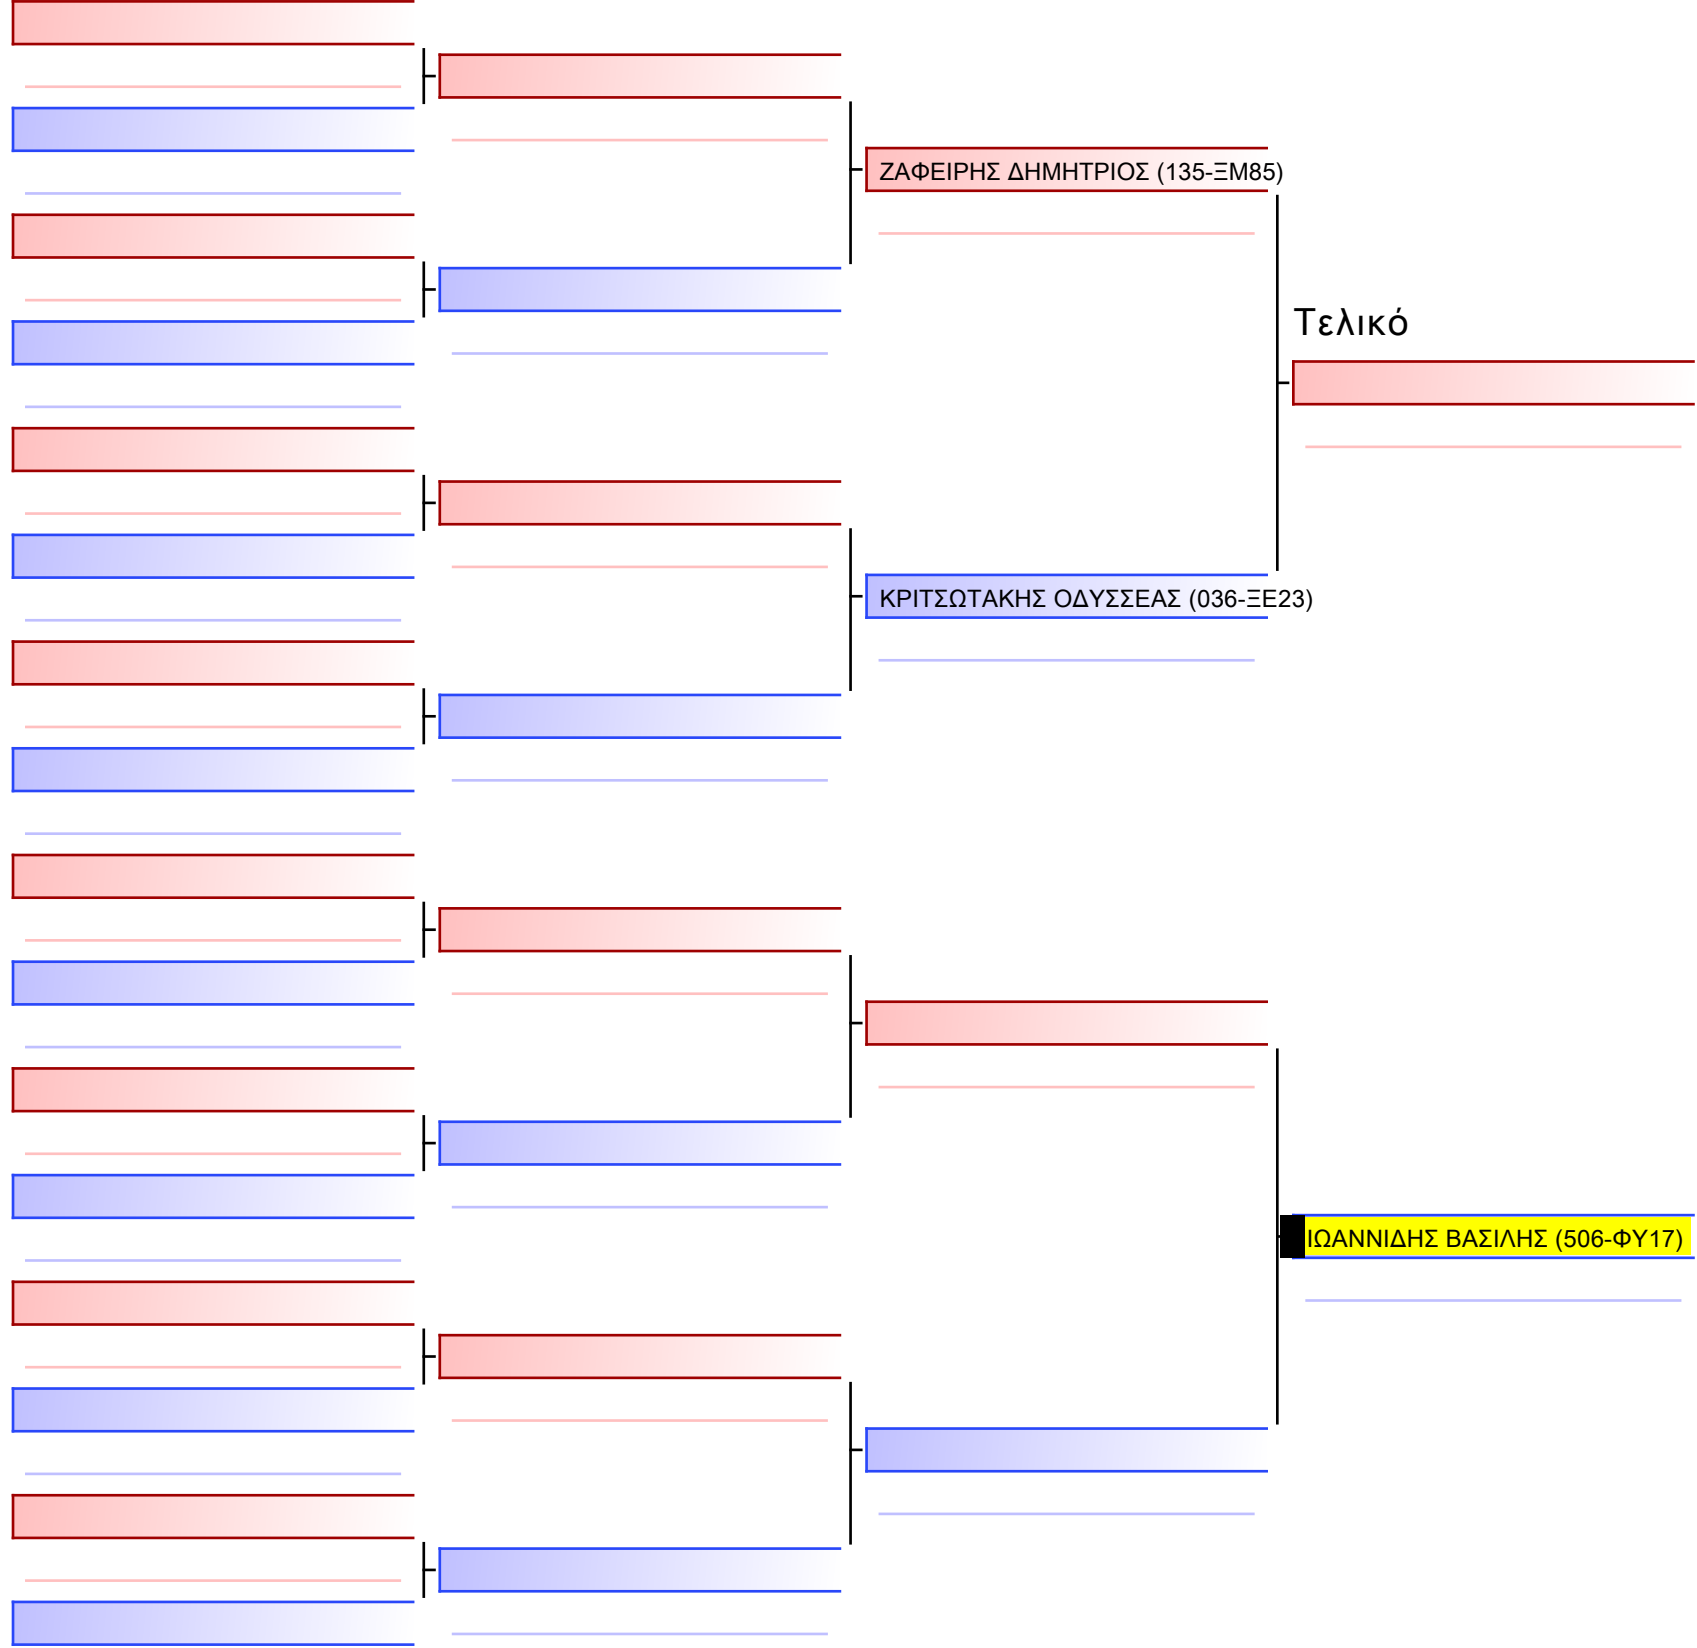 ΖΑΦΕΙΡΗΣ ΔΗΜΗΤΡΙΟΣ (135-ΞΜ85)
Τελικό
ΚΡΙΤΣΩΤΑΚΗΣ ΟΔΥΣΣΕΑΣ (036-ΞΕ23)
ΙΩΑΝΝΙΔΗΣ ΒΑΣΙΛΗΣ (506-ΦΥ17)